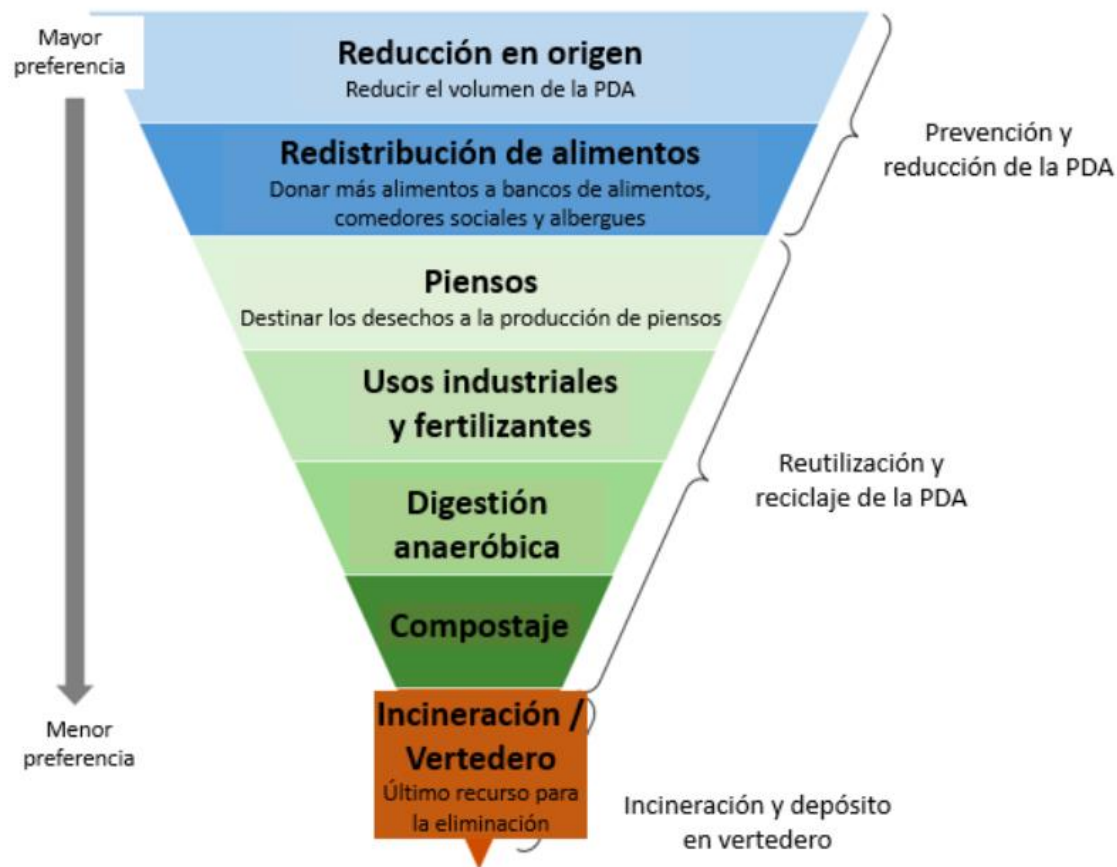 Mayor
preferencia
Reducción en origen
Reducir el volumen de la PDA
Redistribución de alimentos
Donar más alimentos a bancos de alimentos,
comedores sociales y albergues
Prevención y
reducción de la PDA
Piensos
Destinar los desechos a la producción de piensos
Usos industriales
y fertilizantes
Digestión
anaeróbica
Compostaje
Reutilización y
reciclaje de la PDA
Menor
preferencia
Incineración /
Vertedero
Último recurso para
la eliminación
Incineración y depósito
en vertedero